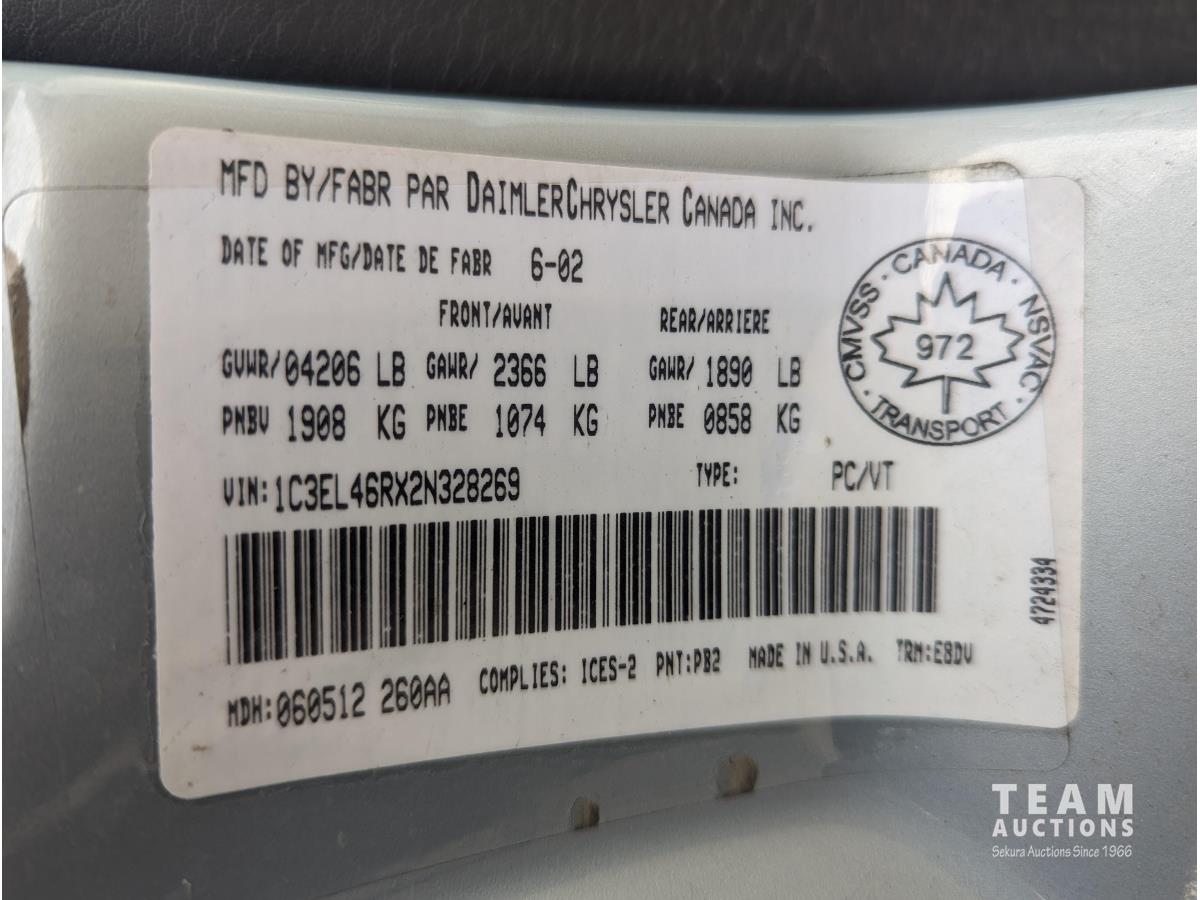 MFD BY/FABR PAR DAIMLERCHRYSLER CANADA INC.
DATE OF MFG/DATE DE FABR 6-02
FRONT/AVANT REAR/ARRIERE
GVWR/04206 LB GAWR/ 2366 LB GAWR/ 1890 LB
PNBV 1908 KG PNBE 1074 KG PNBE 0858 KG
CANADA · NSVAC · TRANSPORT · CMVSS ·
972
VIN:1C3EL46RX2N328269 TYPE: PC/VT
4724334
MDH:060512 260AA COMPLIES: ICES-2 PNT:PB2 MADE IN U.S.A. TRM:E8DV
TEAM
AUCTIONS
Sekura Auctions Since 1966